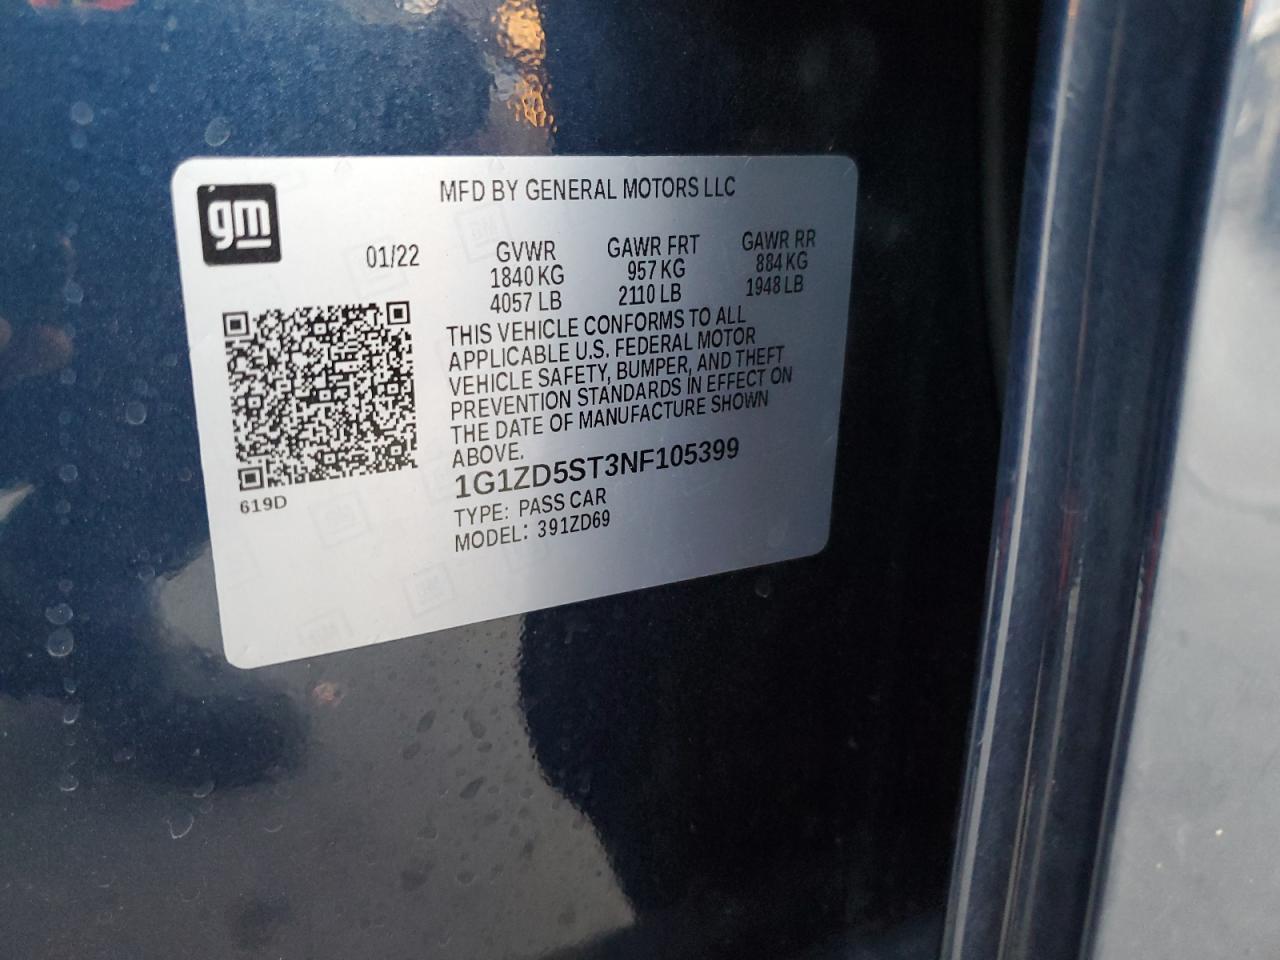 gm
MFD BY GENERAL MOTORS LLC
01/22
GVWR
1840 KG
4057 LB
GAWR FRT
957 KG
2110 LB
GAWR RR
884 KG
1948 LB
THIS VEHICLE CONFORMS TO ALL
APPLICABLE U.S. FEDERAL MOTOR
VEHICLE SAFETY, BUMPER, AND THEFT
PREVENTION STANDARDS IN EFFECT ON
THE DATE OF MANUFACTURE SHOWN
ABOVE.
1G1ZD5ST3NF105399
TYPE: PASS CAR
MODEL: 391ZD69
619D